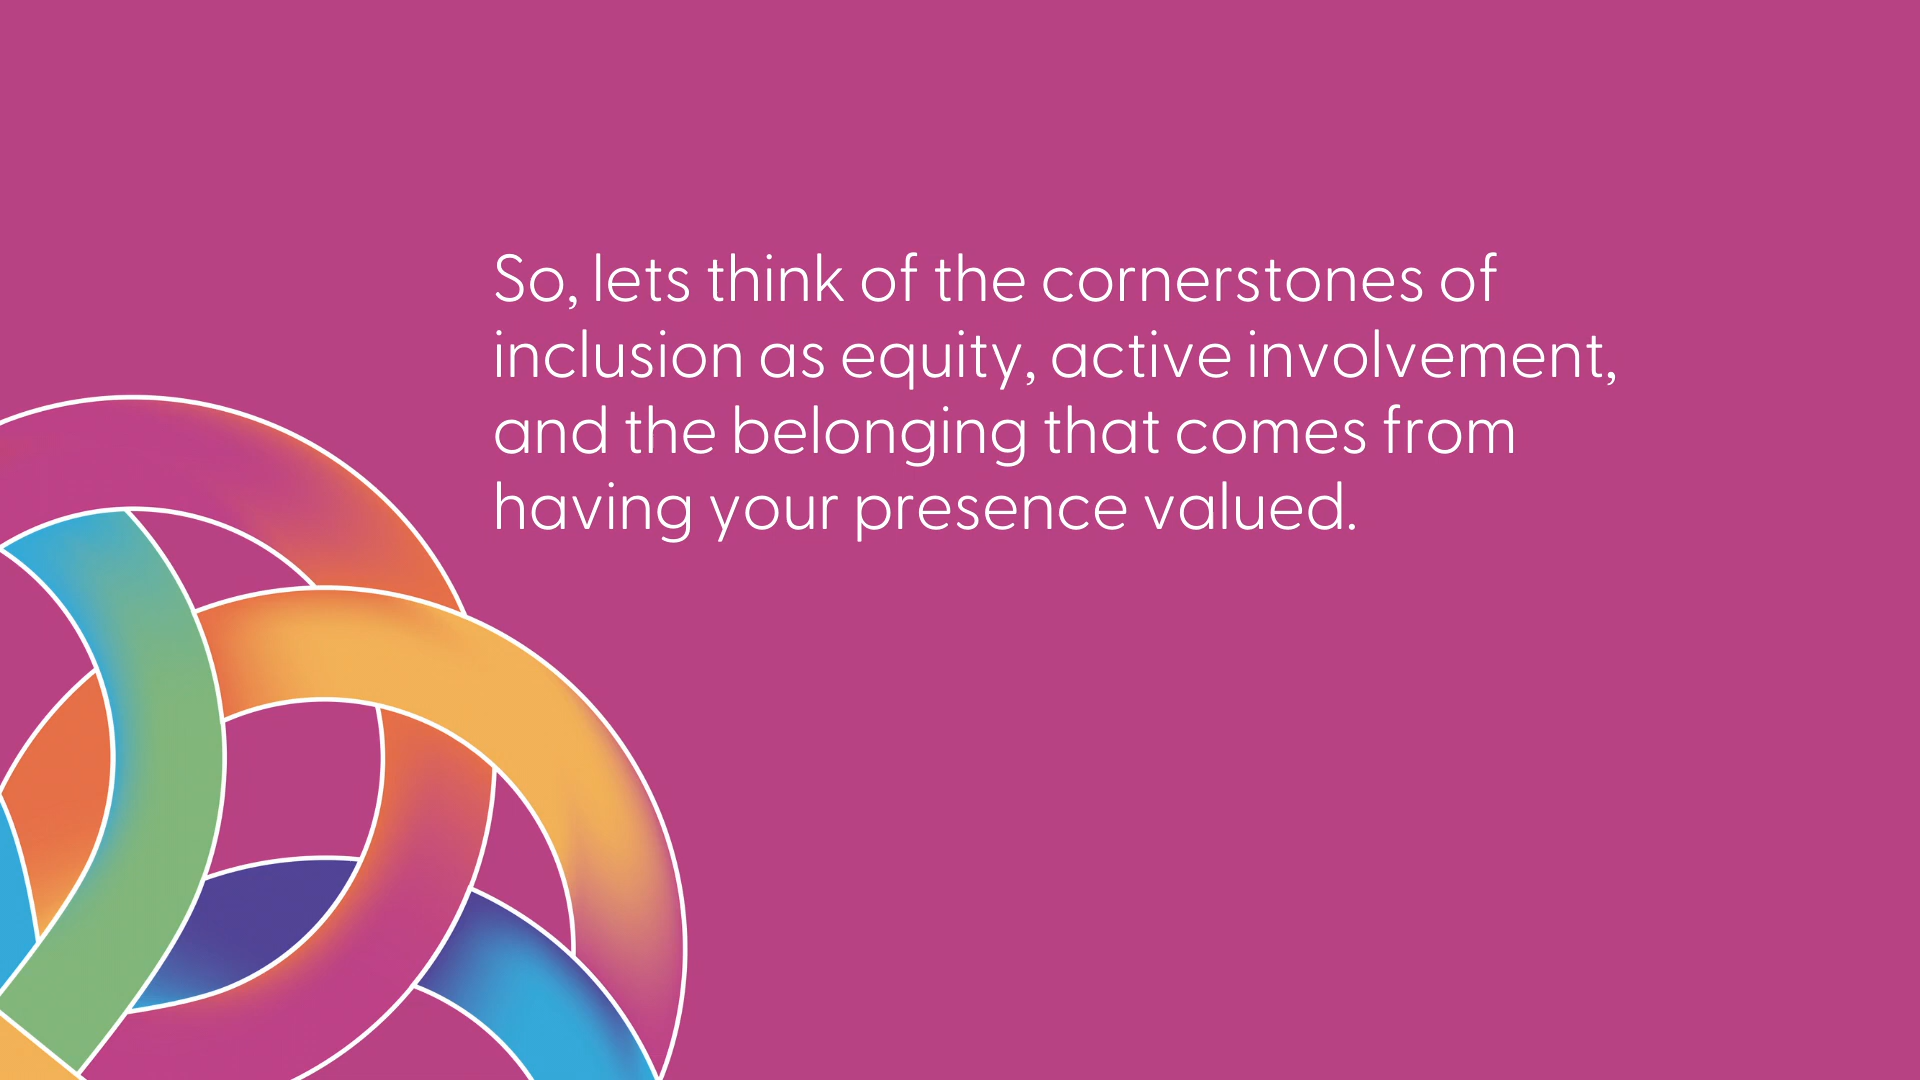 So, lets think of the cornerstones of
inclusion as equity, active involvement,
and the belonging that comes from
having your presence valued.